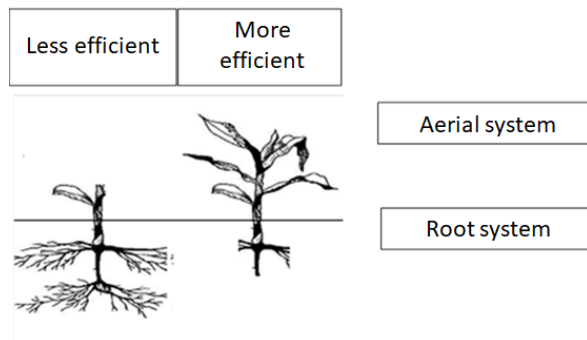 Less efficient
More
efficient
Aerial system
Root system